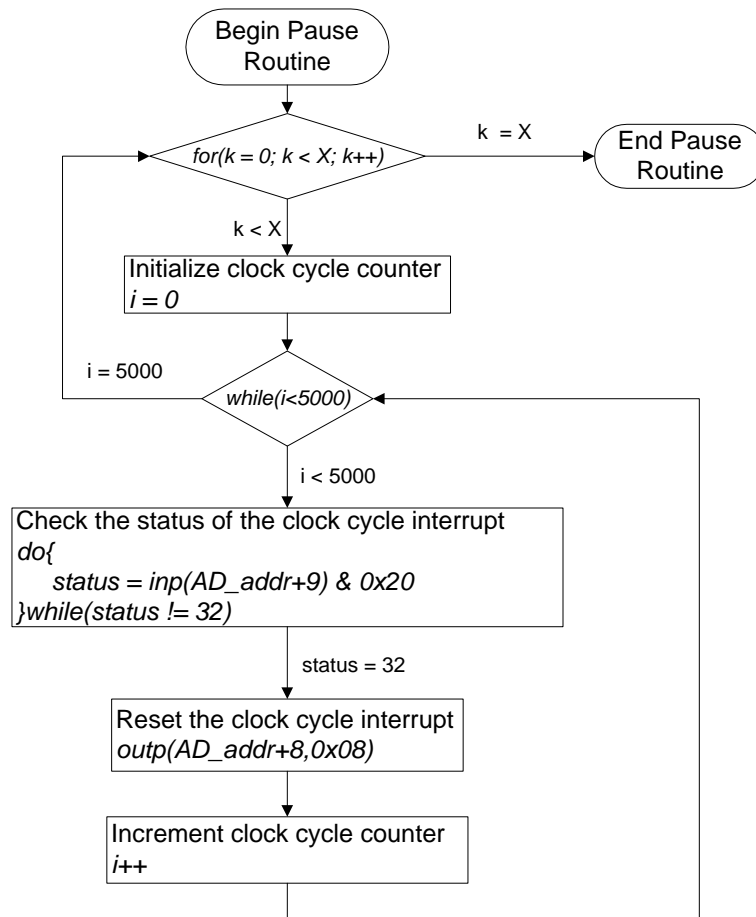 Begin Pause
Routine
for(k = 0; k < X; k++)
k = X
End Pause
Routine
k < X
Initialize clock cycle counter
i = 0
i = 5000
while(i<5000)
i < 5000
Check the status of the clock cycle interrupt
do{
status = inp(AD_addr+9) & 0x20
}while(status != 32)
status = 32
Reset the clock cycle interrupt
outp(AD_addr+8,0x08)
Increment clock cycle counter
i++